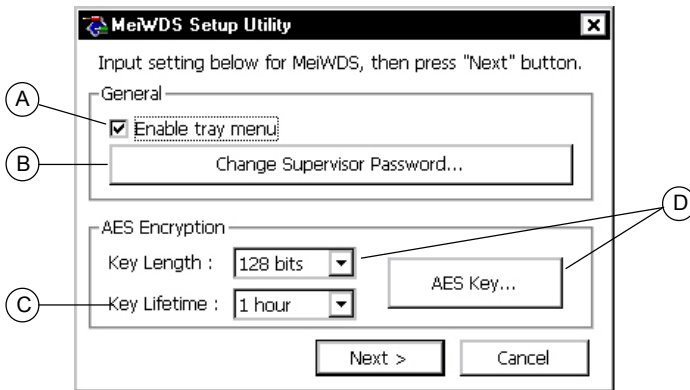 MeiWDS Setup Utility
Input setting below for MeiWDS, then press "Next" button.
General
A
Enable tray menu
B
Change Supervisor Password...
D
AES Encryption
Key Length : 128 bits
AES Key...
C
Key Lifetime : 1 hour
Next > Cancel